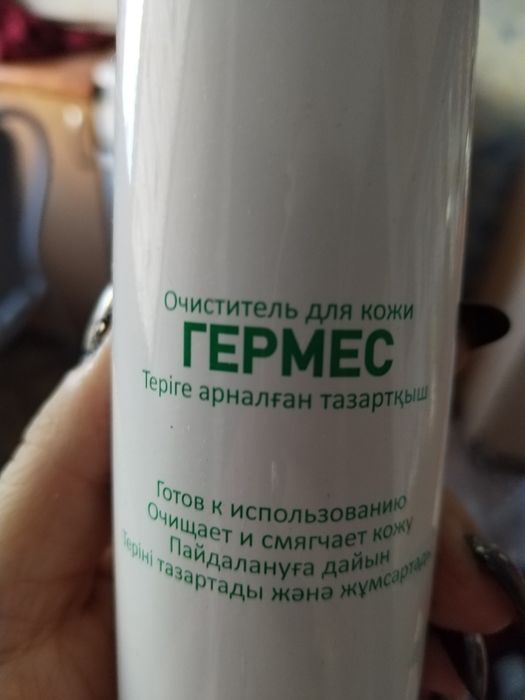 Очиститель для кожи
ГЕРМЕС
Теріге арналған тазартқыш
Готов к использованию
Очищает и смягчает кожу
Пайдалануға дайын
Теріні тазартады және жұмсартады